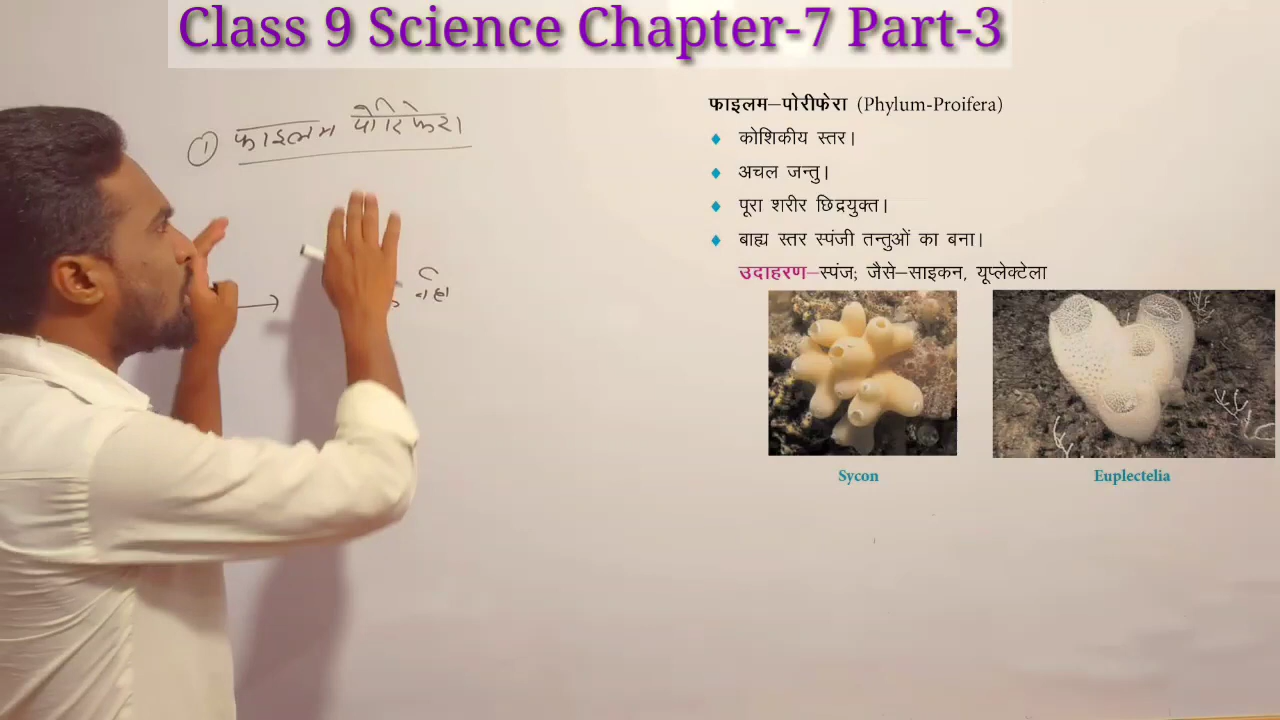 Class 9 Science Chapter-7 Part-3
① फाइलम पोरिफेरा
फाइलम–पोरीफेरा (Phylum-Proifera)
♦ कोशिकीय स्तर।
♦ अचल जन्तु।
♦ पूरा शरीर छिद्रयुक्त।
♦ बाह्य स्तर स्पंजी तन्तुओं का बना।
उदाहरण–स्पंज; जैसे–साइकन, यूप्लेक्टेला
Sycon
Euplectelia